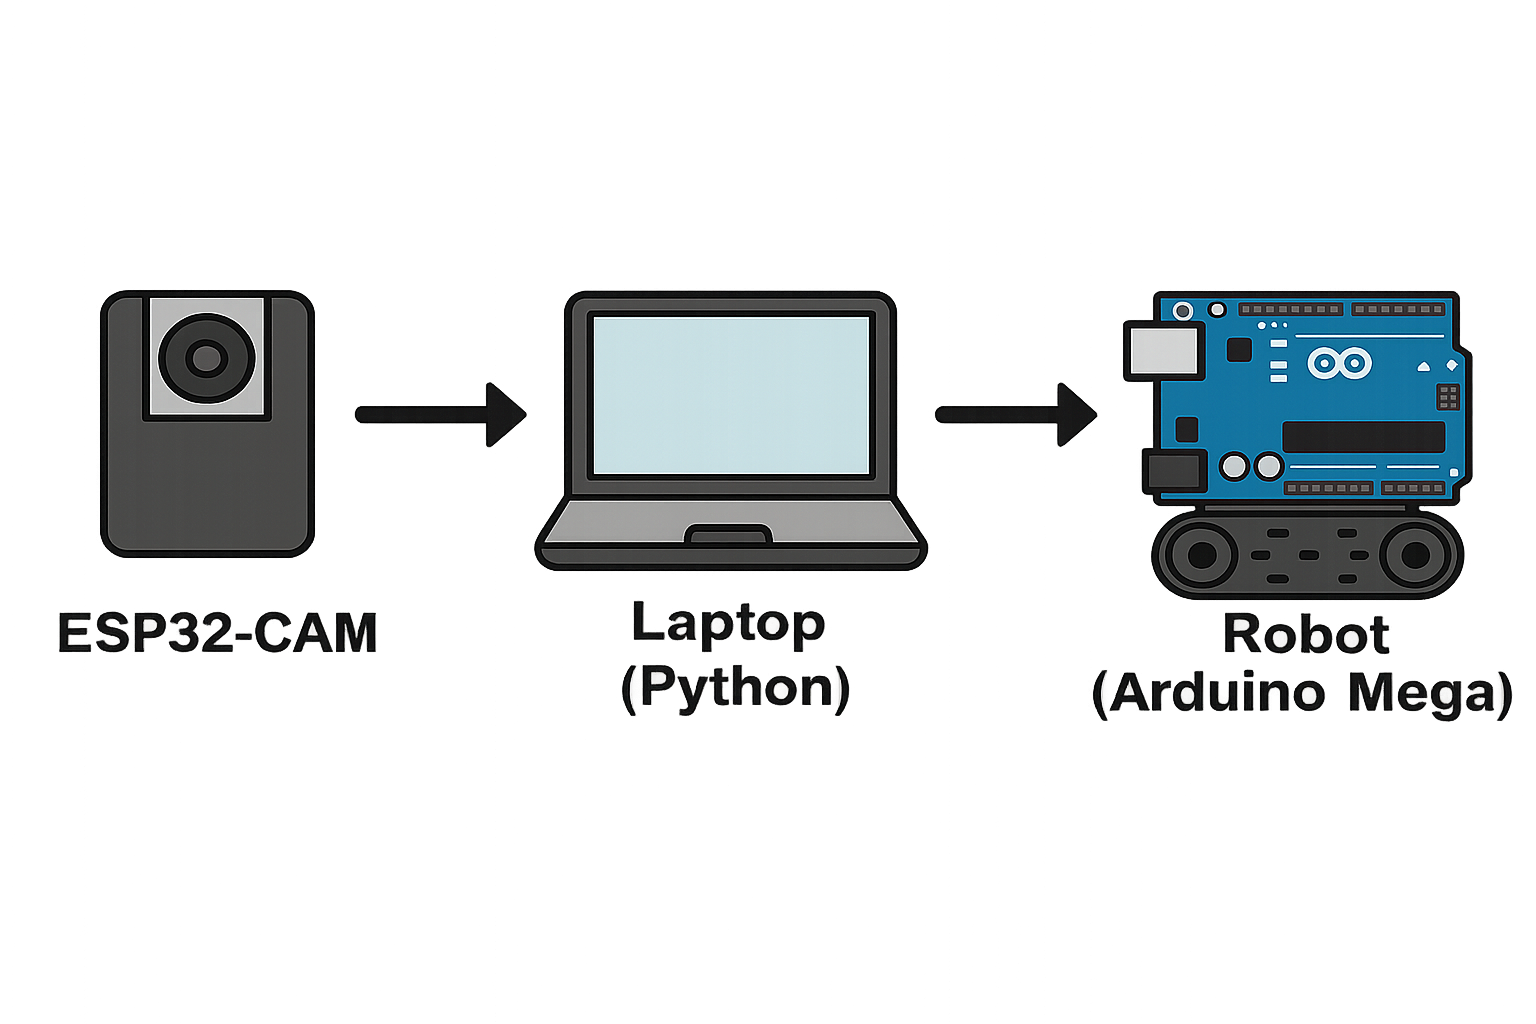 ESP32-CAM
Laptop
(Python)
Robot
(Arduino Mega)